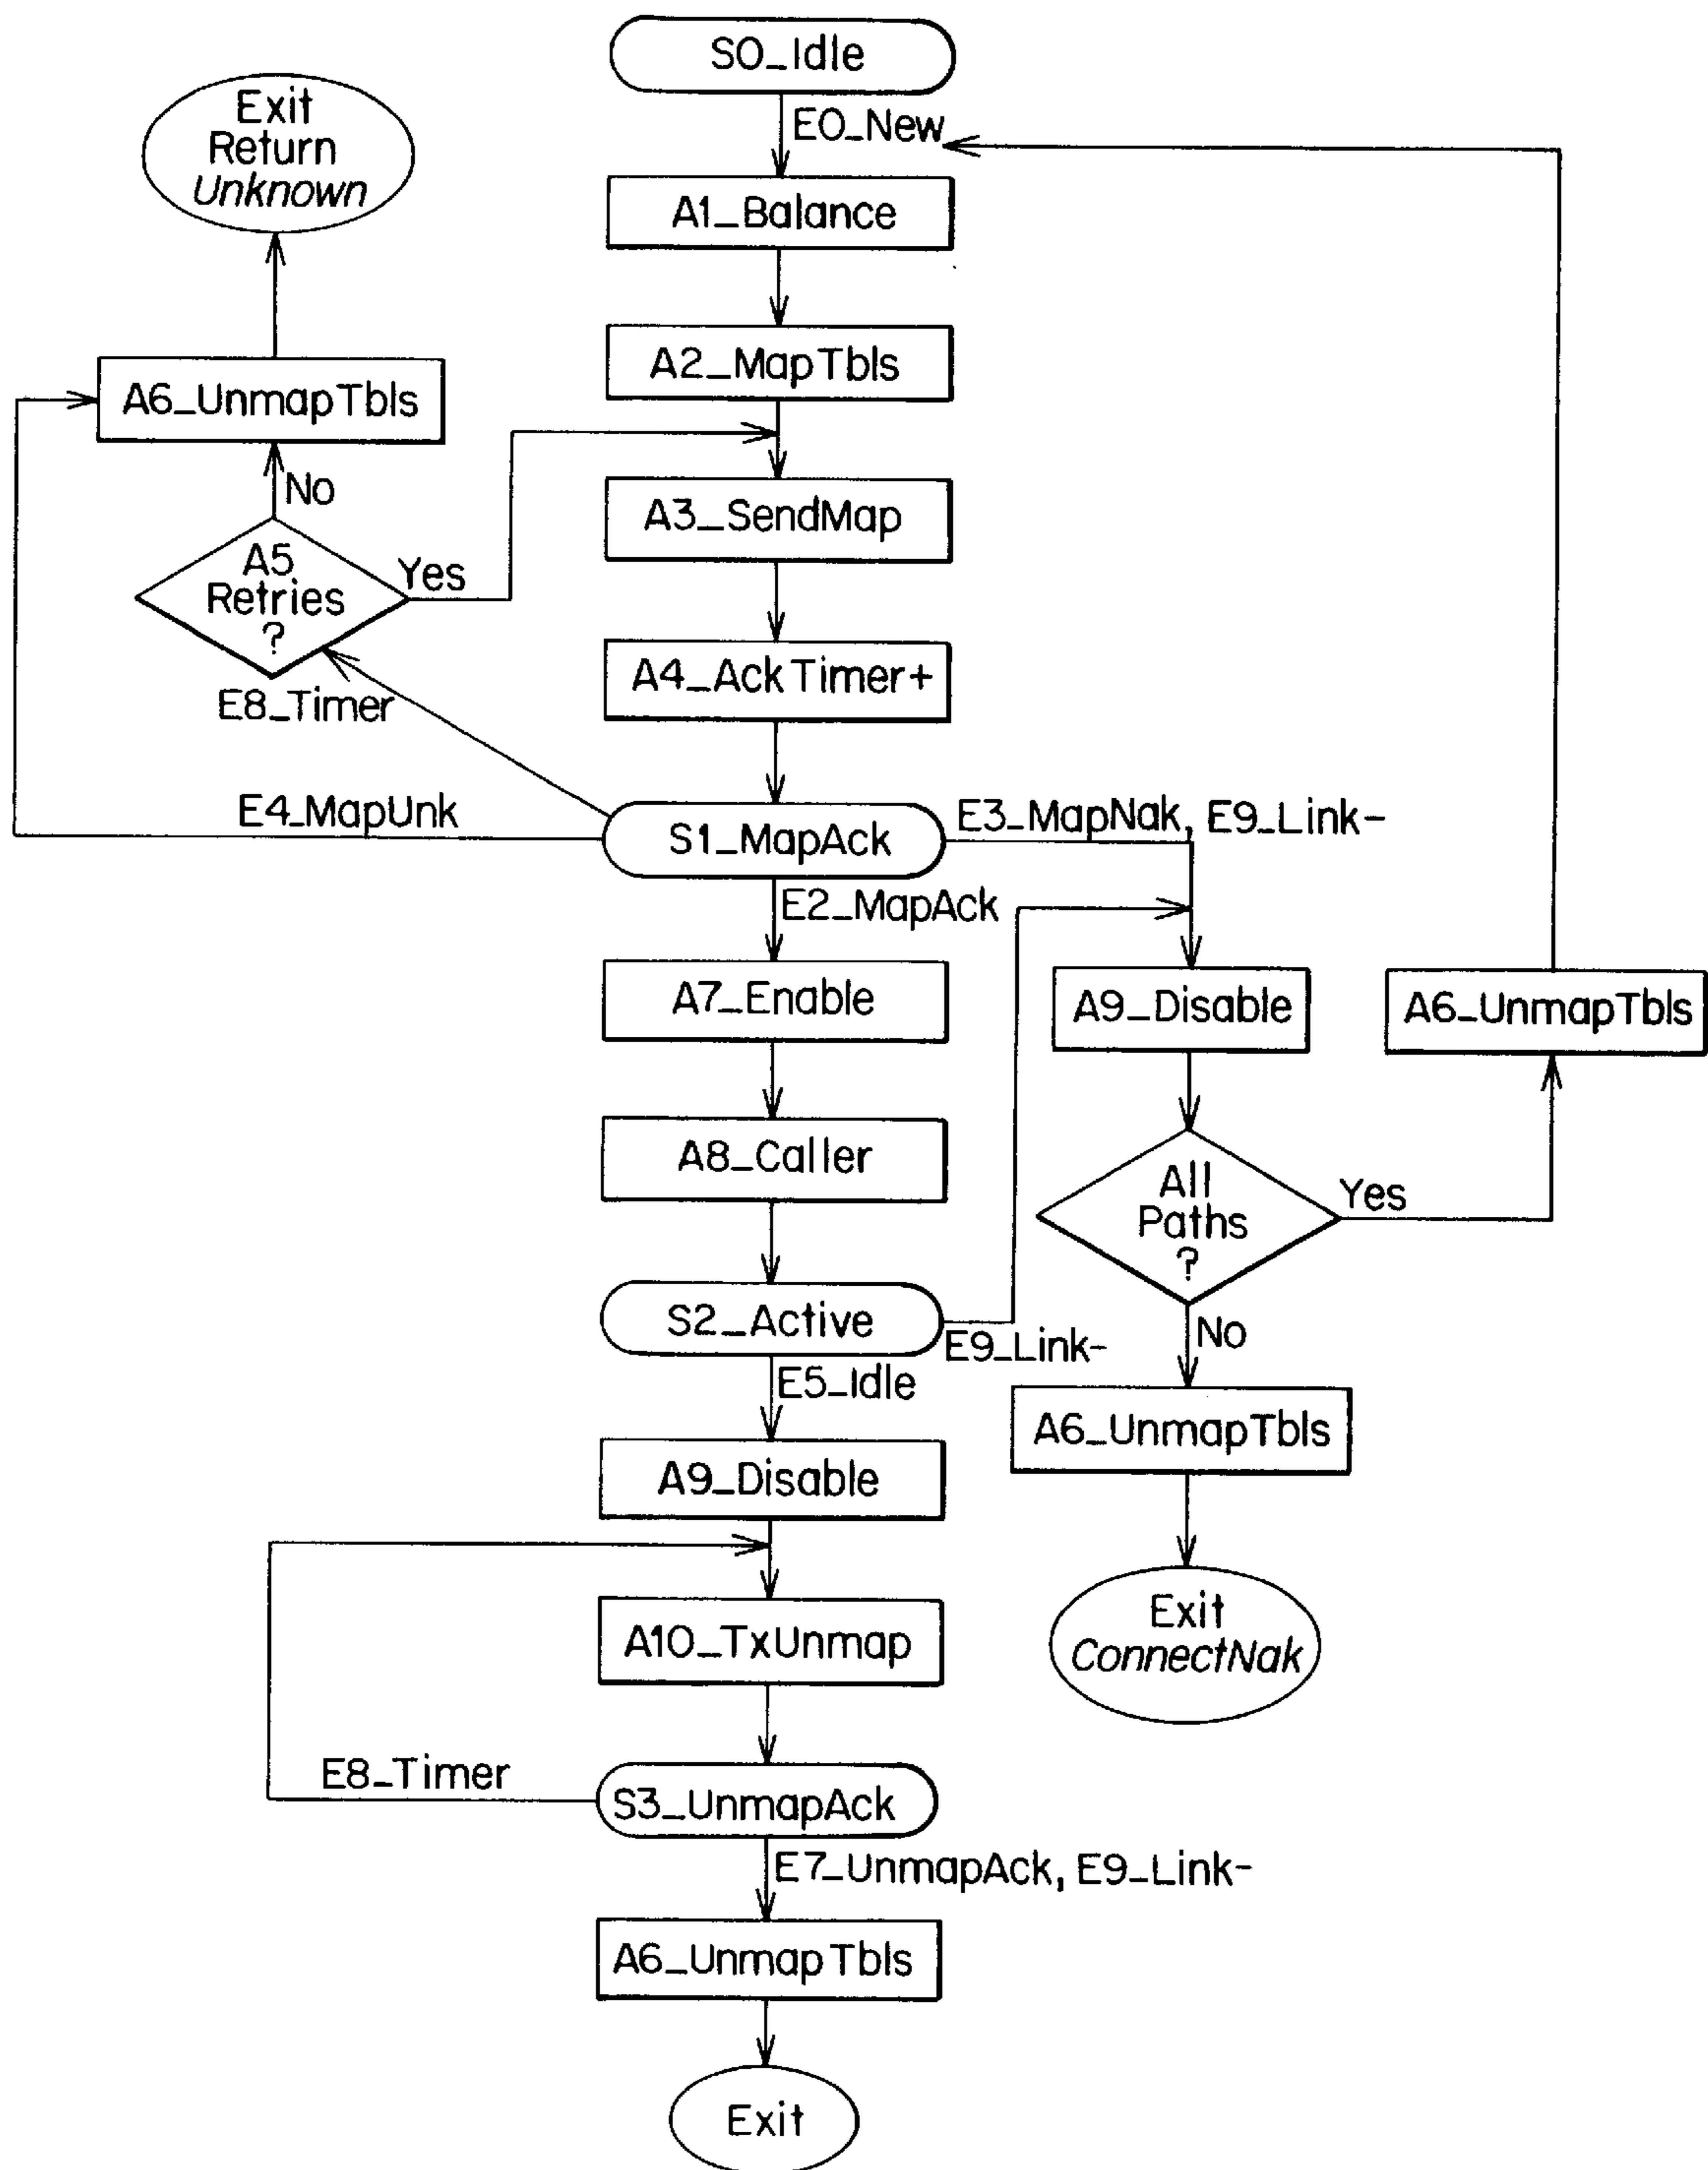 S0_Idle
E0_New
Exit
Return
Unknown
A1_Balance
A2_MapTbls
A6_UnmapTbls
No
A3_SendMap
A5
Retries
?
Yes
A4_AckTimer+
E8_Timer
E4_MapUnk
S1_MapAck
E3_MapNak, E9_Link-
E2_MapAck
A7_Enable
A9_Disable
A6_UnmapTbls
A8_Caller
All
Paths
?
Yes
S2_Active
E9_Link-
No
E5_Idle
A6_UnmapTbls
A9_Disable
Exit
ConnectNak
A10_TxUnmap
E8_Timer
S3_UnmapAck
E7_UnmapAck, E9_Link-
A6_UnmapTbls
Exit